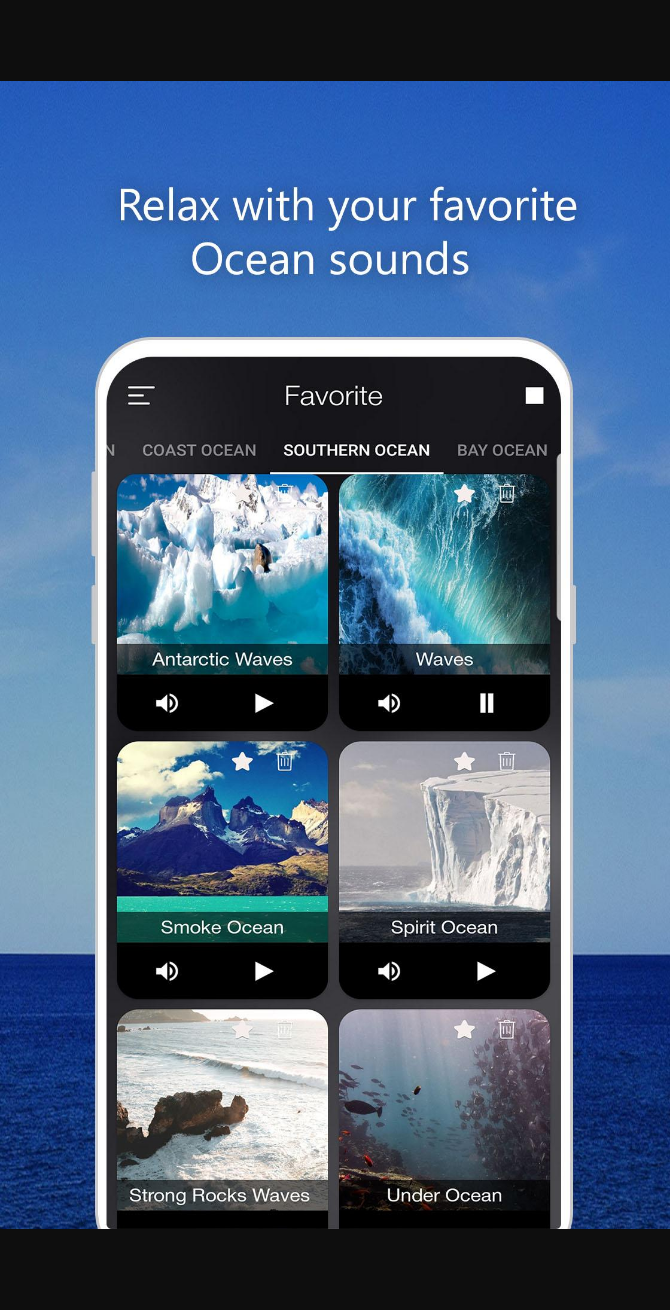 Relax with your favorite
Ocean sounds
Favorite
N COAST OCEAN SOUTHERN OCEAN BAY OCEAN
Antarctic Waves
Waves
Smoke Ocean
Spirit Ocean
Strong Rocks Waves
Under Ocean